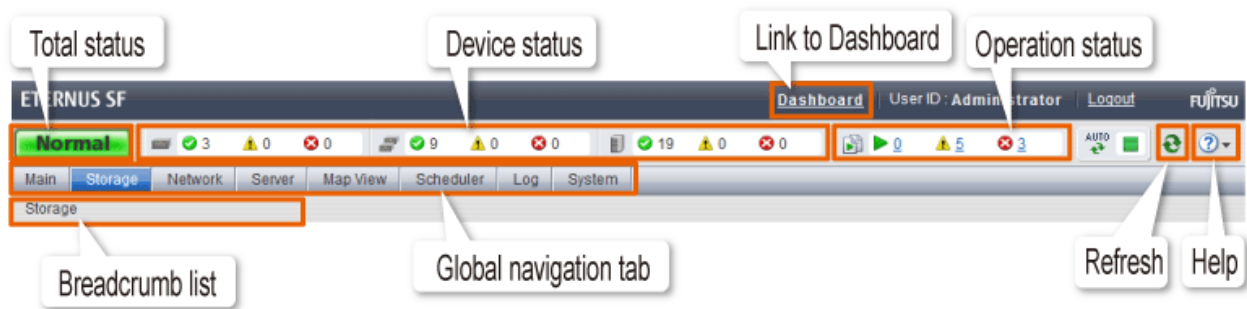 Total status
Device status
Link to Dashboard
Operation status
ETERNUS SF
Dashboard User ID : Administrator Logout FUJITSU
Normal 3 0 0 9 0 0 19 0 0 0 5 3 AUTO
Main Storage Network Server Map View Scheduler Log System
Storage
Breadcrumb list
Global navigation tab
Refresh
Help